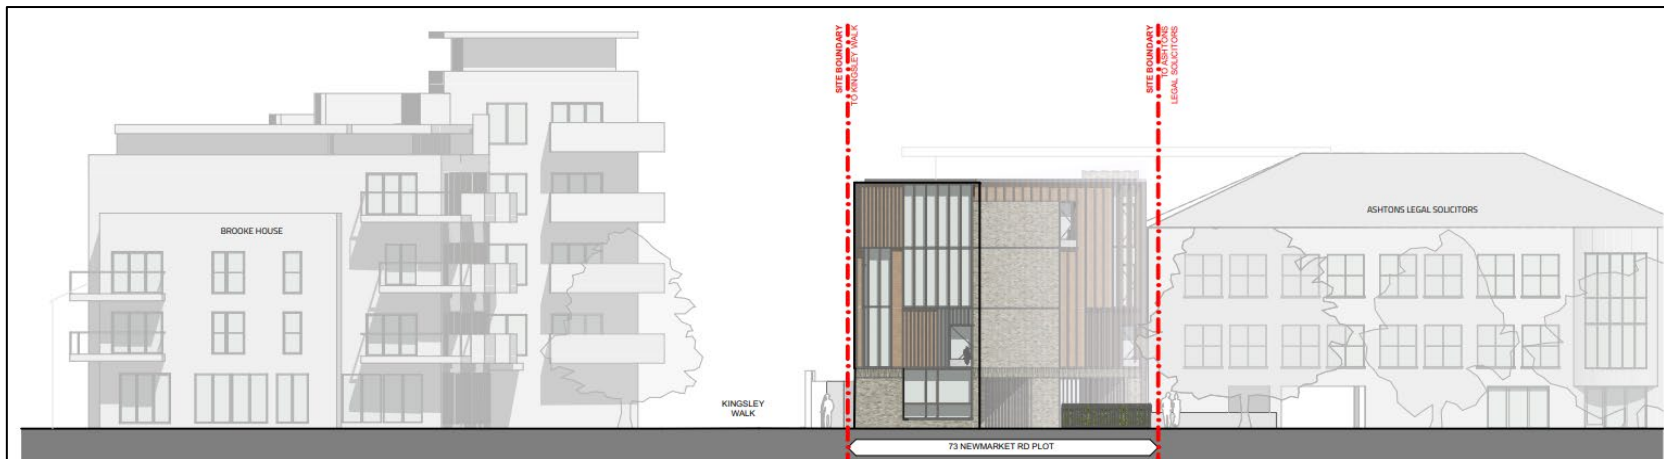 SITE BOUNDARY
TO KINGSLEY WALK
SITE BOUNDARY
TO ASHTONS
LEGAL SOLICITORS
BROOKE HOUSE
ASHTONS LEGAL SOLICITORS
KINGSLEY
WALK
73 NEWMARKET RD PLOT